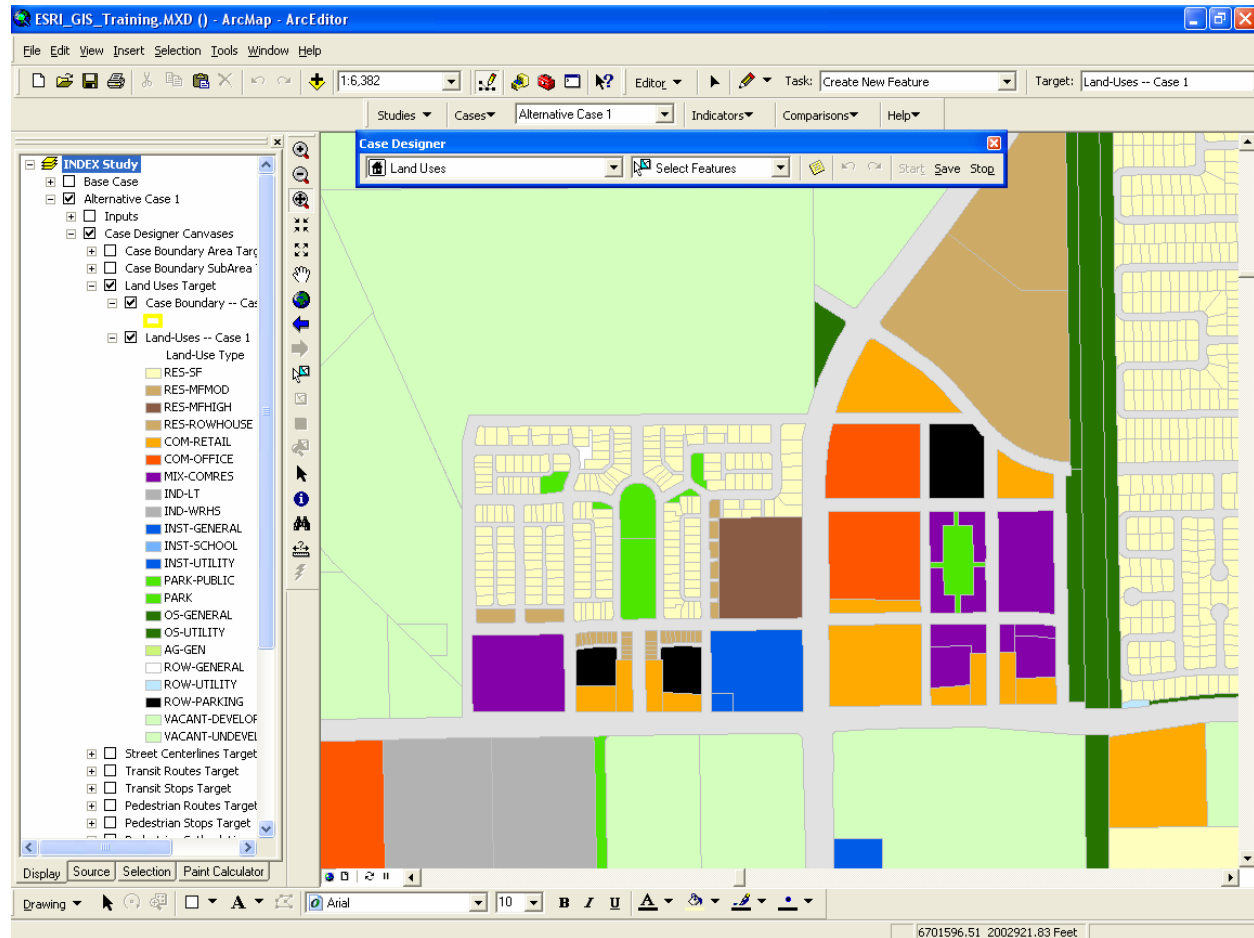 ESRI_GIS_Training.MXD () - ArcMap - ArcEditor
File Edit View Insert Selection Tools Window Help
1:6,382 Editor Task: Create New Feature Target: Land-Uses -- Case 1
Studies Cases Alternative Case 1 Indicators Comparisons Help
Case Designer
Land Uses Select Features Start Save Stop
INDEX Study
Base Case
Alternative Case 1
Inputs
Case Designer Canvases
Case Boundary Area Targ
Case Boundary SubArea
Land Uses Target
Case Boundary -- Cas
Land-Uses -- Case 1
Land-Use Type
RES-SF
RES-MFMOD
RES-MFHIGH
RES-ROWHOUSE
COM-RETAIL
COM-OFFICE
MIX-COMRES
IND-LT
IND-WRHS
INST-GENERAL
INST-SCHOOL
INST-UTILITY
PARK-PUBLIC
PARK
OS-GENERAL
OS-UTILITY
AG-GEN
ROW-GENERAL
ROW-UTILITY
ROW-PARKING
VACANT-DEVELOP
VACANT-UNDEVEL
Street Centerlines Target
Transit Routes Target
Transit Stops Target
Pedestrian Routes Target
Pedestrian Stops Target
Display Source Selection Paint Calculator
Drawing A Arial 10 B I U A
6701596.51 2002921.83 Feet